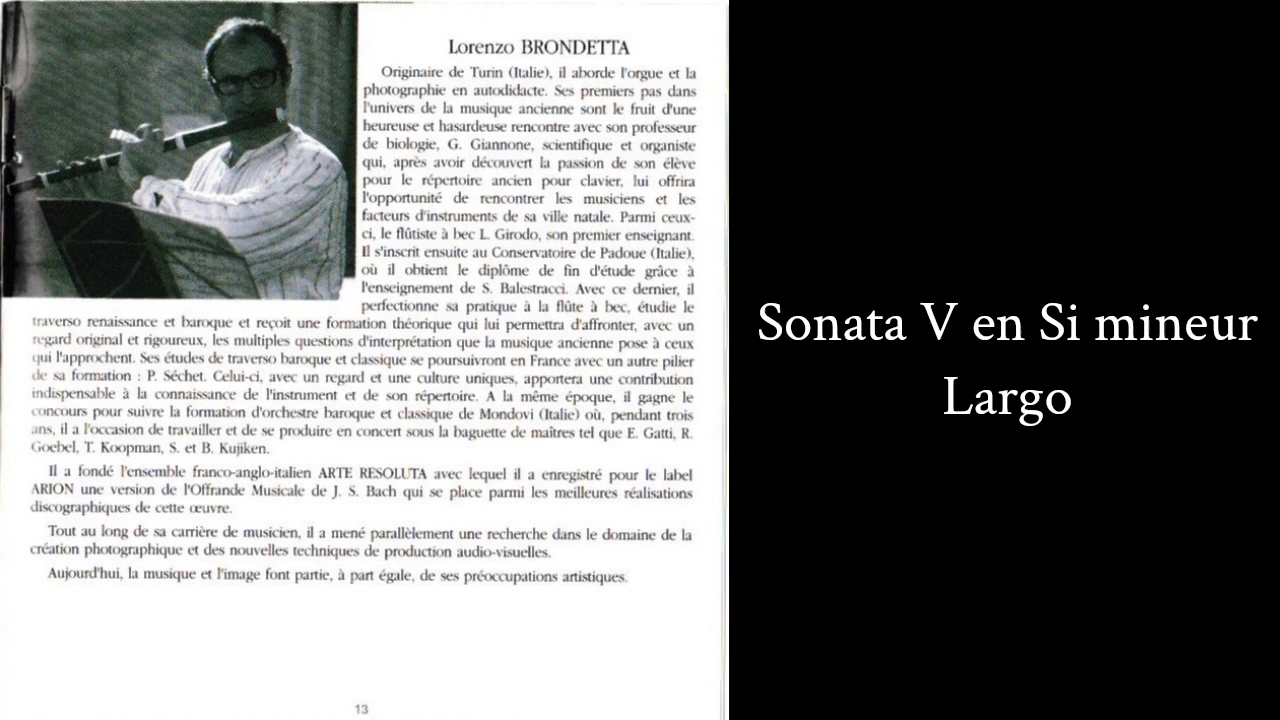 Lorenzo BRONDETTA
Originaire de Turin (Italie), il aborde l'orgue et la
photographie en autodidacte. Ses premiers pas dans
l'univers de la musique ancienne sont le fruit d'une
heureuse et hasardeuse rencontre avec son professeur
de biologie, G. Giannone, scientifique et organiste
qui, après avoir découvert la passion de son élève
pour le répertoire ancien pour clavier, lui offrira
l'opportunité de rencontrer les musiciens et les
facteurs d'instruments de sa ville natale. Parmi ceux-
ci, le flûtiste à bec L. Girodo, son premier enseignant.
Il s'inscrit ensuite au Conservatoire de Padoue (Italie),
où il obtient le diplôme de fin d'étude grâce à
l'enseignement de S. Balestracci. Avec ce dernier, il
perfectionne sa pratique à la flûte à bec, étudie le
traverso renaissance et baroque et reçoit une formation théorique qui lui permettra d'affronter, avec un
regard original et rigoureux, les multiples questions d'interprétation que la musique ancienne pose à ceux
qui l'approchent. Ses études de traverso baroque et classique se poursuivront en France avec un autre pilier
de sa formation : P. Séchet. Celui-ci, avec un regard et une culture uniques, apportera une contribution
indispensable à la connaissance de l'instrument et de son répertoire. A la même époque, il gagne le
concours pour suivre la formation d'orchestre baroque et classique de Mondovi (Italie) où, pendant trois
ans, il a l'occasion de travailler et de se produire en concert sous la baguette de maîtres tel que E. Gatti, R.
Goebel, T. Koopman, S. et B. Kujiken.
Il a fondé l'ensemble franco-anglo-italien ARTE RESOLUTA avec lequel il a enregistré pour le label
ARION une version de l'Offrande Musicale de J. S. Bach qui se place parmi les meilleures réalisations
discographiques de cette œuvre.
Tout au long de sa carrière de musicien, il a mené parallèlement une recherche dans le domaine de la
création photographique et des nouvelles techniques de production audio-visuelles.
Aujourd'hui, la musique et l'image font partie, à part égale, de ses préoccupations artistiques.
13
Sonata V en Si mineur
Largo